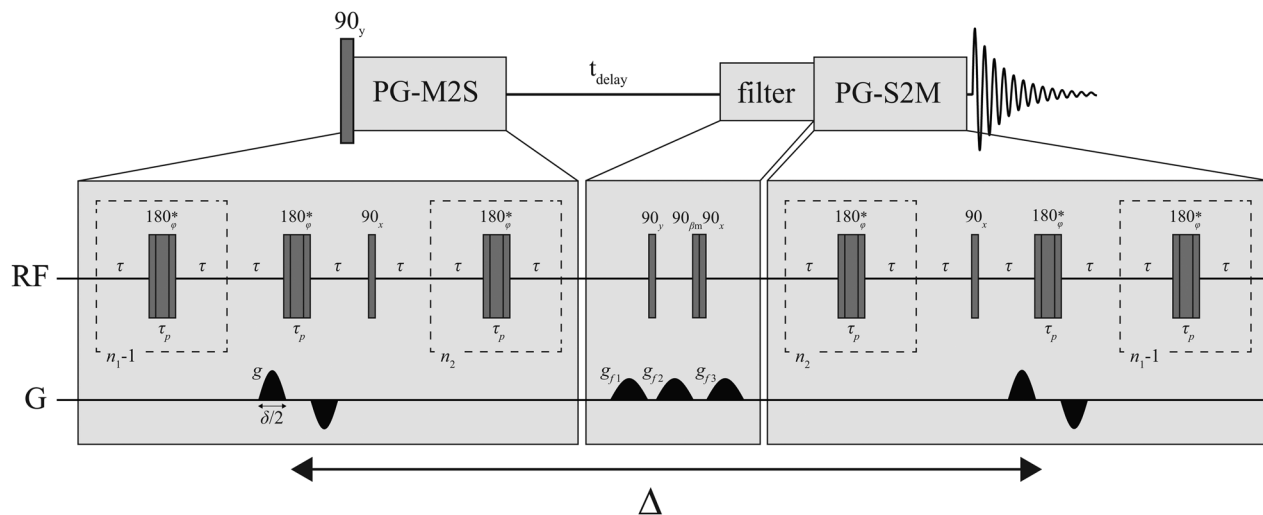 90y
PG-M2S
tdelay
filter
PG-S2M
180*φ 180*φ 90x 180*φ 90y 90βm 90x 180*φ 90x 180*φ 180*φ
RF τ τ τ τ τ τ τ τ τ τ τ τ τ τ
τp τp τp τp τp τp
n1-1 n2 n2 n1-1
g gf1 gf2 gf3
G
δ/2
Δ